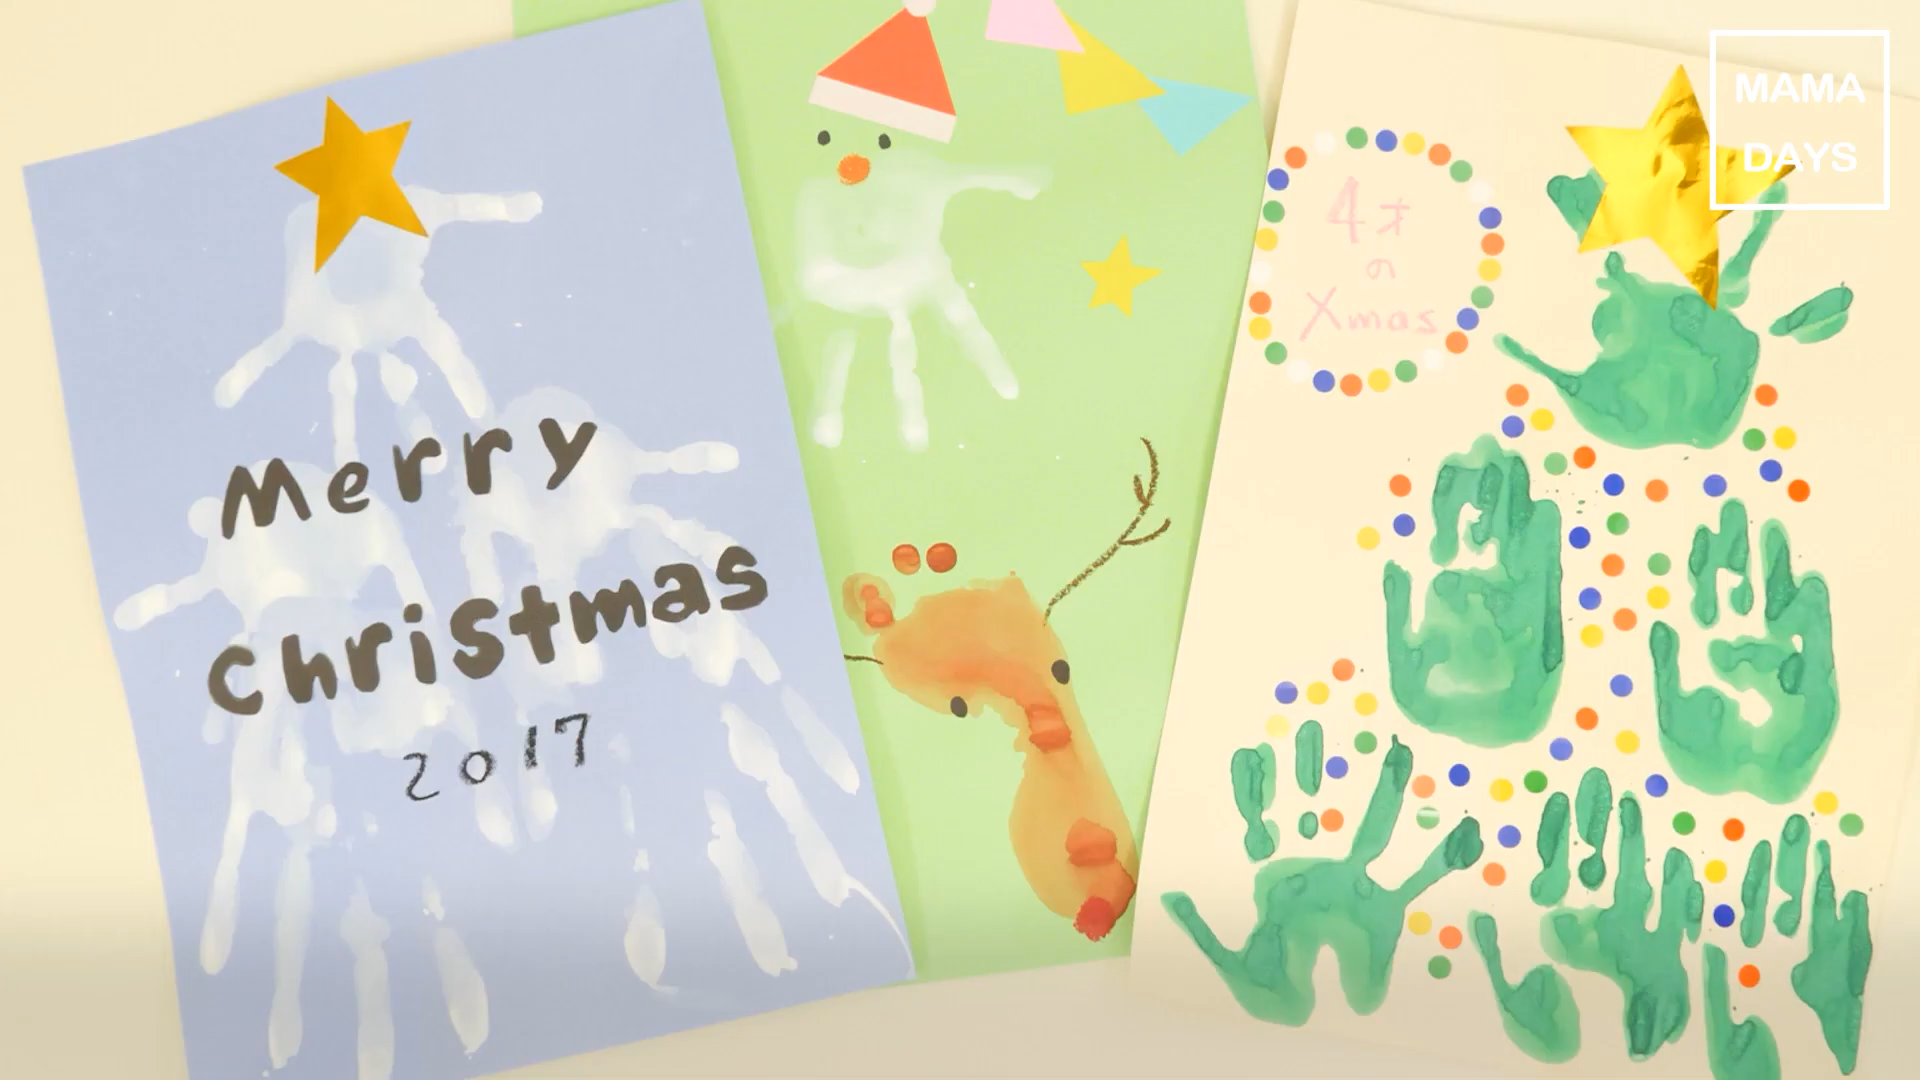 Merry
christmas
2017
4才
の
Xmas
MAMA
DAYS